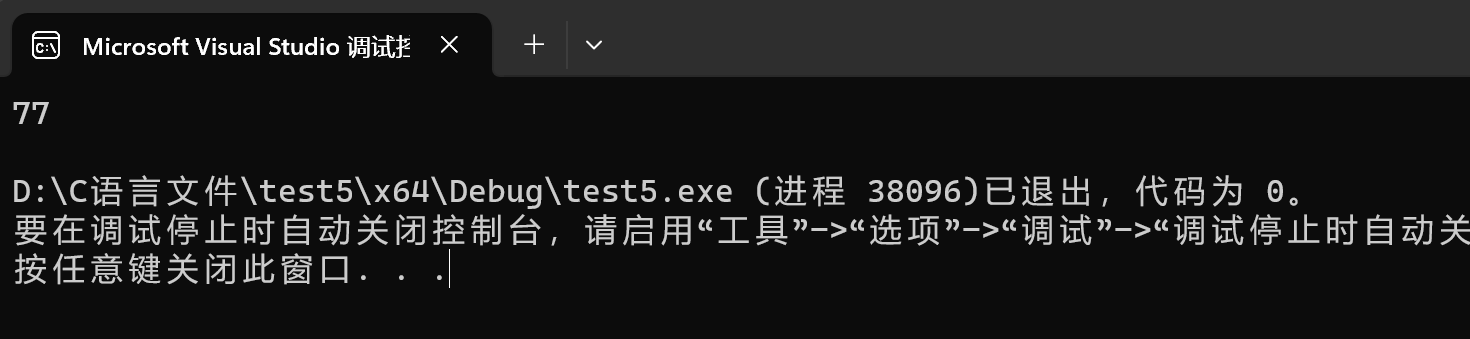 Microsoft Visual Studio 调试控
77
D:\C语言文件\test5\x64\Debug\test5.exe (进程 38096)已退出，代码为 0。
要在调试停止时自动关闭控制台，请启用“工具”->“选项”->“调试”->“调试停止时自动关
按任意键关闭此窗口. . .